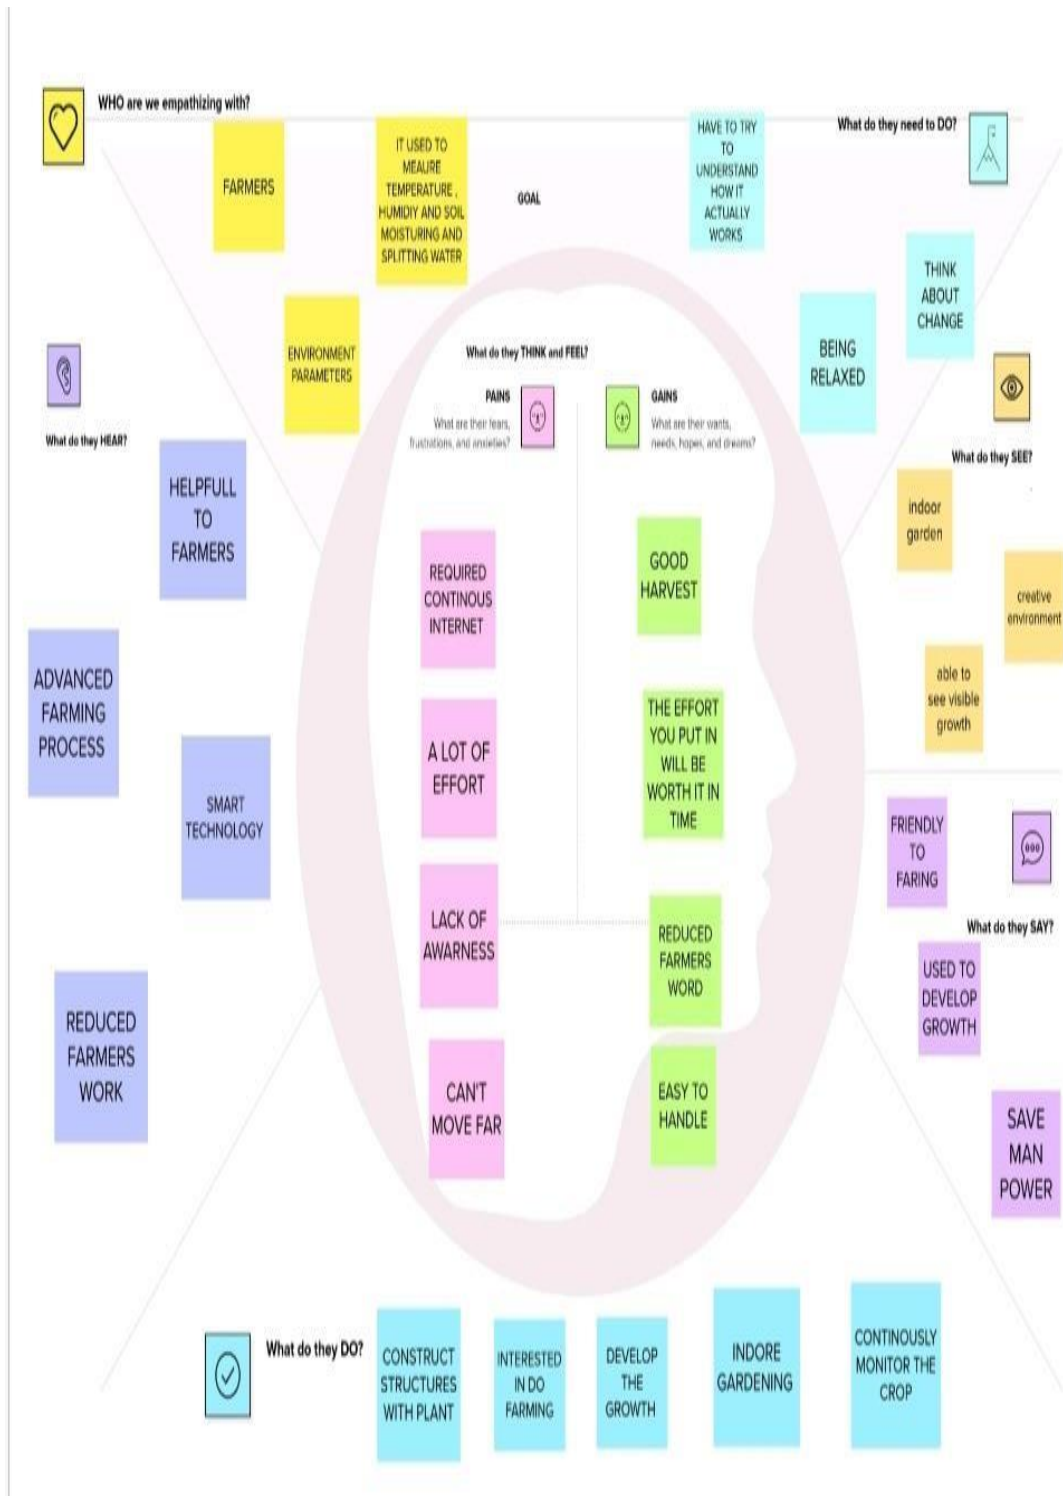 WHO are we empathizing with?
FARMERS
IT USED TO
MEAURE
TEMPERATURE ,
HUMIDIY AND SOIL
MOISTURING AND
SPLITTING WATER
ENVIRONMENT
PARAMETERS
GOAL
What do they need to DO?
HAVE TO TRY
TO
UNDERSTAND
HOW IT
ACTUALLY
WORKS
THINK
ABOUT
CHANGE
BEING
RELAXED
What do they HEAR?
HELPFULL
TO
FARMERS
ADVANCED
FARMING
PROCESS
SMART
TECHNOLOGY
REDUCED
FARMERS
WORK
What do they THINK and FEEL?
PAINS
What are their fears,
frustrations, and anxieties?
REQUIRED
CONTINOUS
INTERNET
A LOT OF
EFFORT
LACK OF
AWARNESS
CAN'T
MOVE FAR
GAINS
What are their wants,
needs, hopes, and dreams?
GOOD
HARVEST
THE EFFORT
YOU PUT IN
WILL BE
WORTH IT IN
TIME
REDUCED
FARMERS
WORD
EASY TO
HANDLE
What do they SEE?
indoor
garden
creative
environment
able to
see visible
growth
What do they SAY?
FRIENDLY
TO
FARING
USED TO
DEVELOP
GROWTH
SAVE
MAN
POWER
What do they DO?
CONSTRUCT
STRUCTURES
WITH PLANT
INTERESTED
IN DO
FARMING
DEVELOP
THE
GROWTH
INDORE
GARDENING
CONTINOUSLY
MONITOR THE
CROP